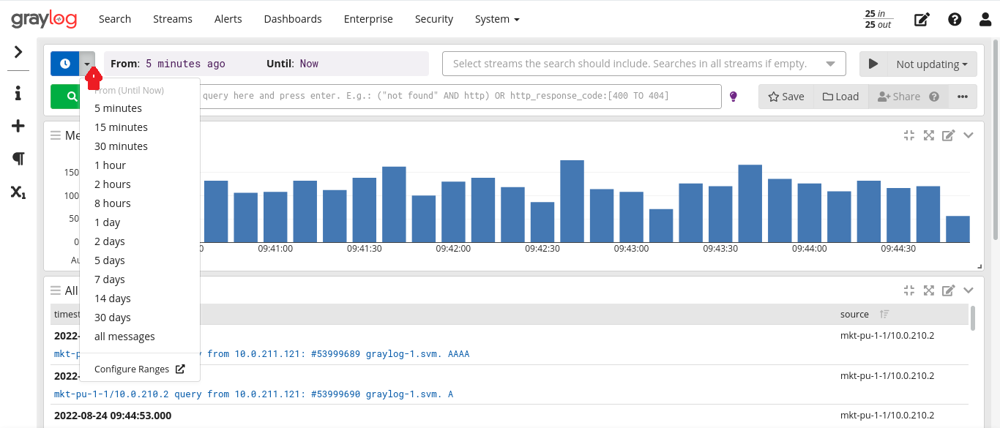 graylog Search Streams Alerts Dashboards Enterprise Security System 25 in
25 out
From: 5 minutes ago Until: Now Select streams the search should include. Searches in all streams if empty. Not updating
From (Until Now)
query here and press enter. E.g.: ("not found" AND http) OR http_response_code:[400 TO 404] Save Load Share
5 minutes
15 minutes
30 minutes
1 hour
2 hours
8 hours
1 day
2 days
5 days
7 days
14 days
30 days
all messages
Configure Ranges
Me
150
100
50
0
0 09:41:00 09:41:30 09:42:00 09:42:30 09:43:00 09:43:30 09:44:00 09:44:30
Au
All
timest source
2022- mkt-pu-1-1/10.0.210.2
mkt-p y from 10.0.211.121: #53999689 graylog-1.svm. AAAA
2022- mkt-pu-1-1/10.0.210.2
mkt-pu-1-1/10.0.210.2 query from 10.0.211.121: #53999690 graylog-1.svm. A
2022-08-24 09:44:53.000 mkt-pu-1-1/10.0.210.2